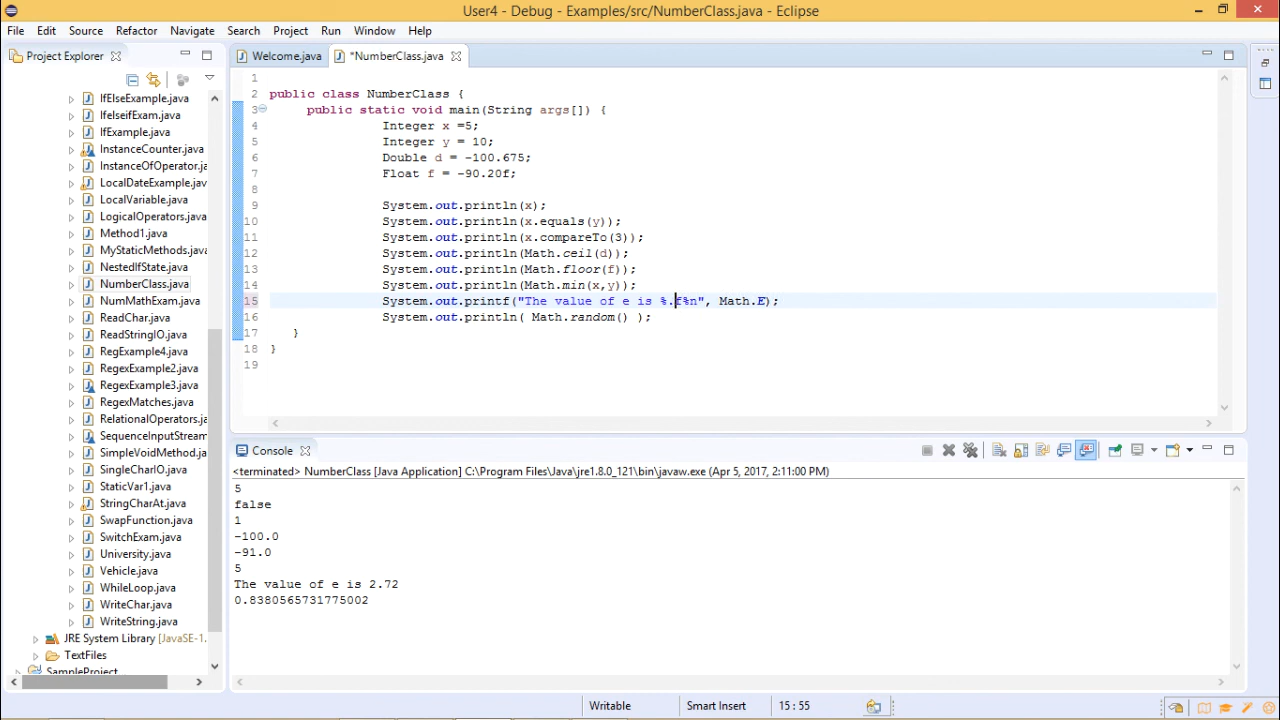 User4 - Debug - Examples/src/NumberClass.java - Eclipse
File Edit Source Refactor Navigate Search Project Run Window Help
Project Explorer
Welcome.java *NumberClass.java
IfElseExample.java
IfelseifExam.java
IfExample.java
InstanceCounter.java
InstanceOfOperator.ja
LocalDateExample.jav
LocalVariable.java
LogicalOperators.java
Method1.java
MyStaticMethods.java
NestedIfState.java
NumberClass.java
NumMathExam.java
ReadChar.java
ReadStringIO.java
RegExample4.java
RegexExample2.java
RegexExample3.java
RegexMatches.java
RelationalOperators.ja
SequenceInputStream
SimpleVoidMethod.ja
SingleCharIO.java
StaticVar1.java
StringCharAt.java
SwapFunction.java
SwitchExam.java
University.java
Vehicle.java
WhileLoop.java
WriteChar.java
WriteString.java
JRE System Library [JavaSE-1.
TextFiles
SampleProject
1
2 public class NumberClass {
3 public static void main(String args[]) {
4 Integer x =5;
5 Integer y = 10;
6 Double d = -100.675;
7 Float f = -90.20f;
8
9 System.out.println(x);
10 System.out.println(x.equals(y));
11 System.out.println(x.compareTo(3));
12 System.out.println(Math.ceil(d));
13 System.out.println(Math.floor(f));
14 System.out.println(Math.min(x,y));
15 System.out.printf("The value of e is %.f%n", Math.E);
16 System.out.println( Math.random() );
17 }
18 }
19
Console
<terminated> NumberClass [Java Application] C:\Program Files\Java\jre1.8.0_121\bin\javaw.exe (Apr 5, 2017, 2:11:00 PM)
5
false
1
-100.0
-91.0
5
The value of e is 2.72
0.8380565731775002
Writable Smart Insert 15 : 55